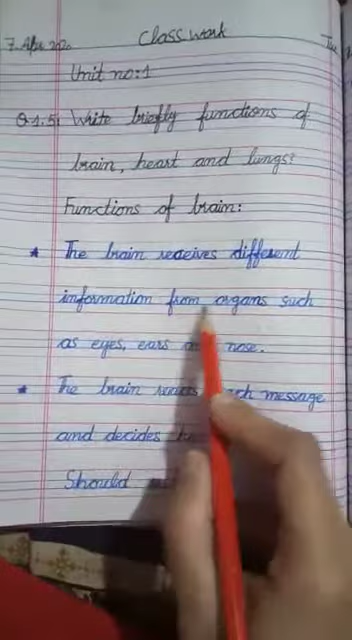 7. Apr. 2020
Class work
Tu
Unit no:1
Q 1.5: Write briefly functions of
brain, heart and lungs?
Functions of brain:
★ The brain receives different
information from organs such
as eyes, ears nose.
★ The brain message
and decides
Should